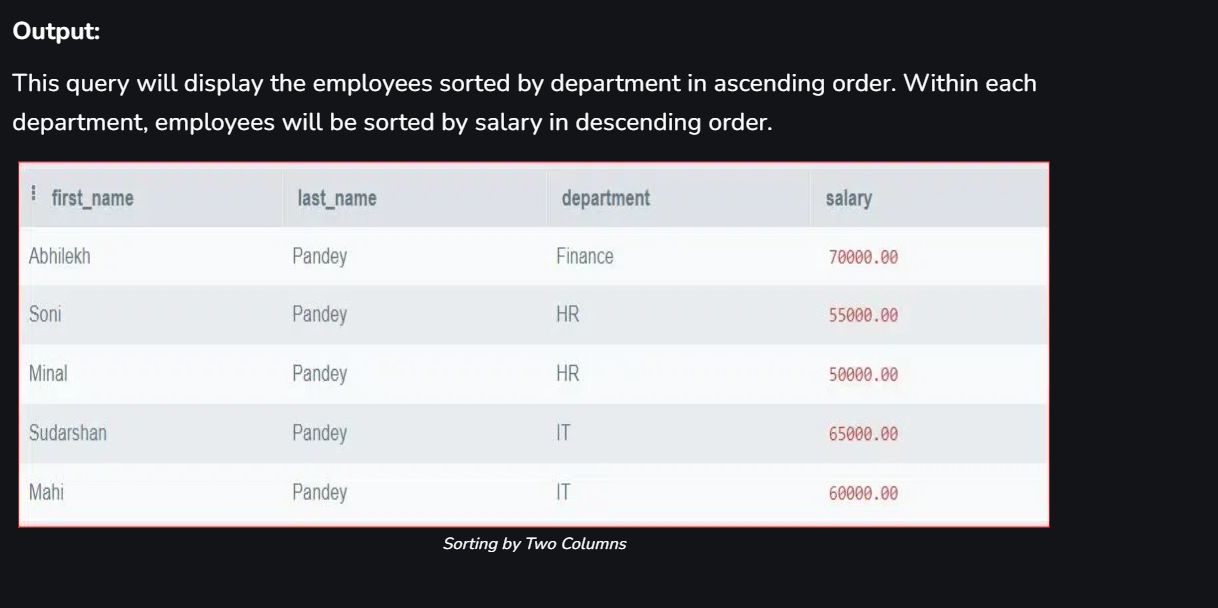 Output:
This query will display the employees sorted by department in ascending order. Within each
department, employees will be sorted by salary in descending order.
first_name last_name department salary
Abhilekh Pandey Finance 70000.00
Soni Pandey HR 55000.00
Minal Pandey HR 50000.00
Sudarshan Pandey IT 65000.00
Mahi Pandey IT 60000.00
Sorting by Two Columns